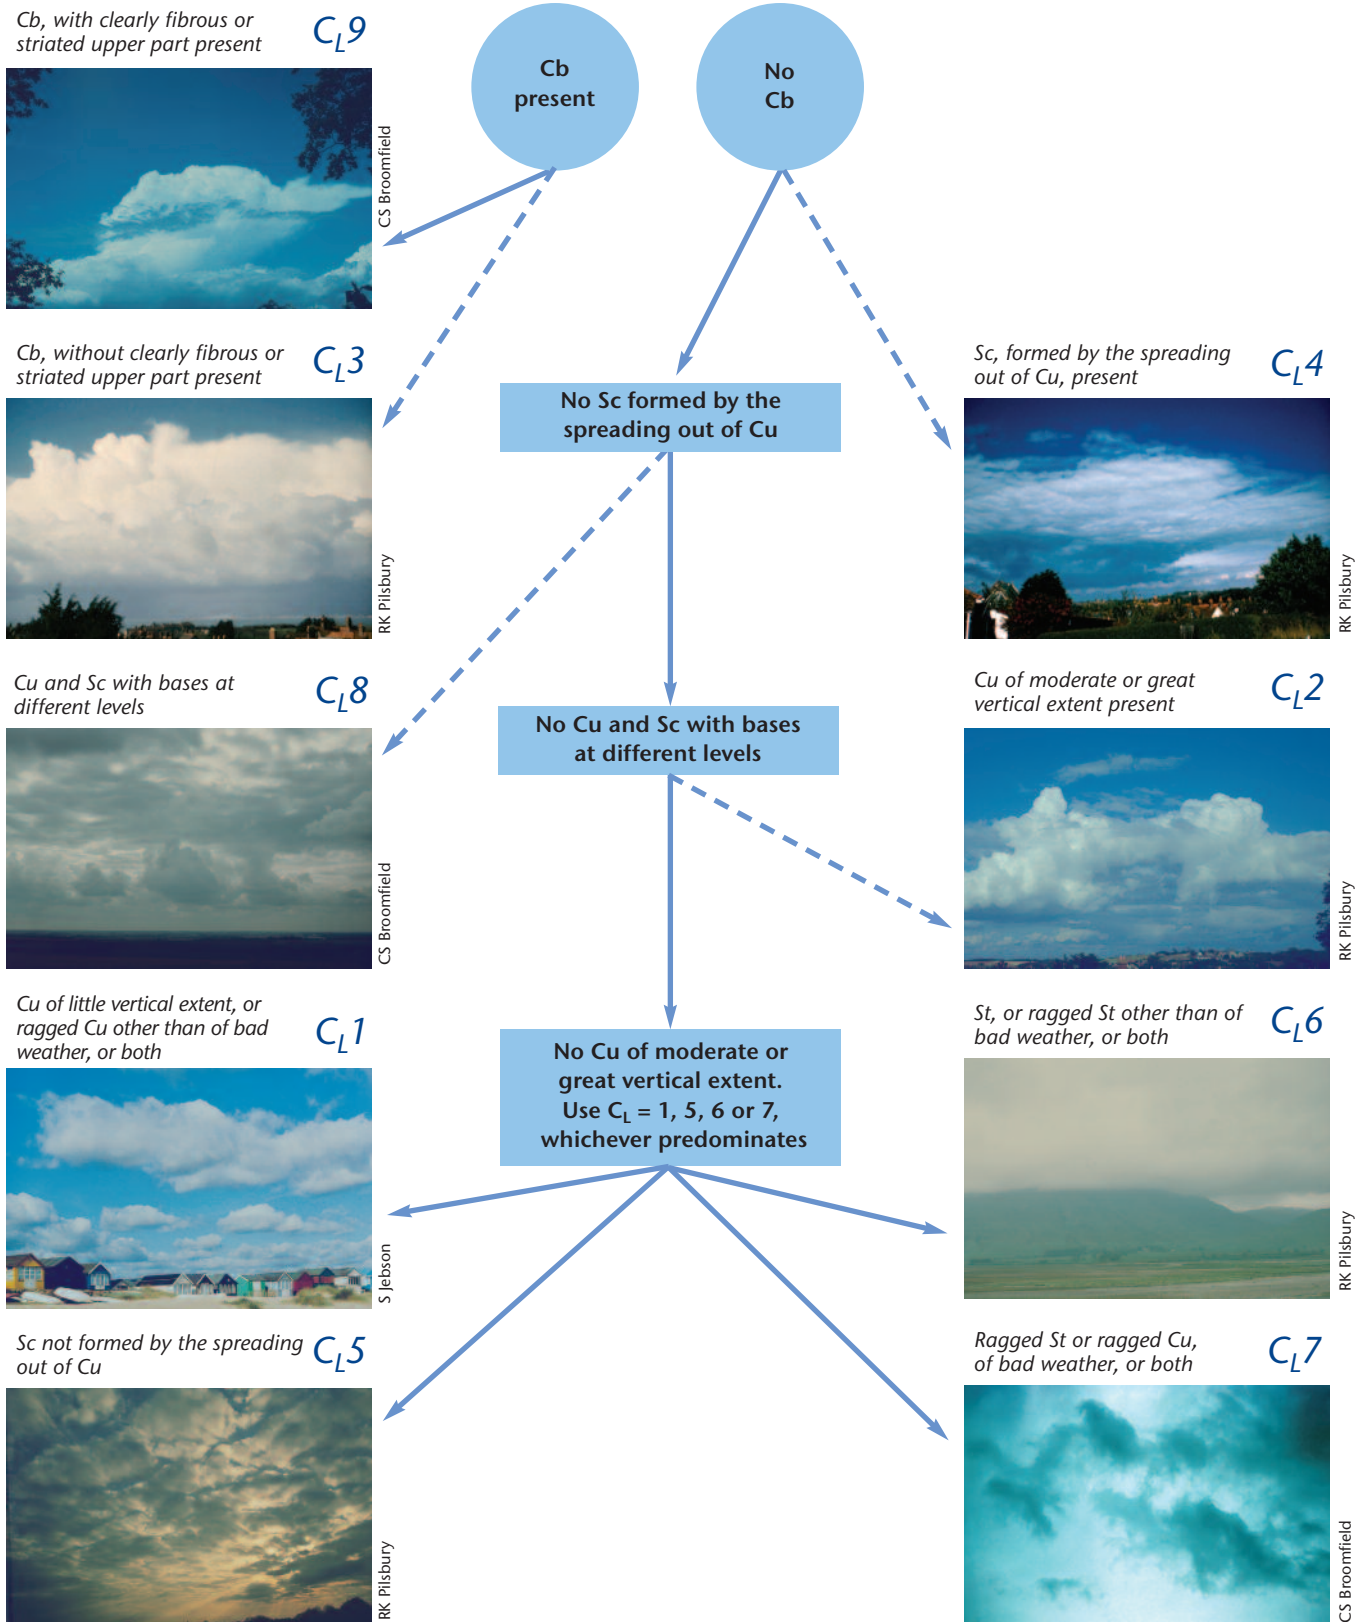 Cb, with clearly fibrous or
striated upper part present
CL9
CS Broomfield
Cb
present
No
Cb
Cb, without clearly fibrous or
striated upper part present
CL3
RK Pilsbury
No Sc formed by the
spreading out of Cu
Sc, formed by the spreading
out of Cu, present
CL4
RK Pilsbury
Cu and Sc with bases at
different levels
CL8
CS Broomfield
No Cu and Sc with bases
at different levels
Cu of moderate or great
vertical extent present
CL2
RK Pilsbury
Cu of little vertical extent, or
ragged Cu other than of bad
weather, or both
CL1
S Jebson
No Cu of moderate or
great vertical extent.
Use CL = 1, 5, 6 or 7,
whichever predominates
St, or ragged St other than of
bad weather, or both
CL6
RK Pilsbury
Sc not formed by the spreading
out of Cu
CL5
RK Pilsbury
Ragged St or ragged Cu,
of bad weather, or both
CL7
CS Broomfield